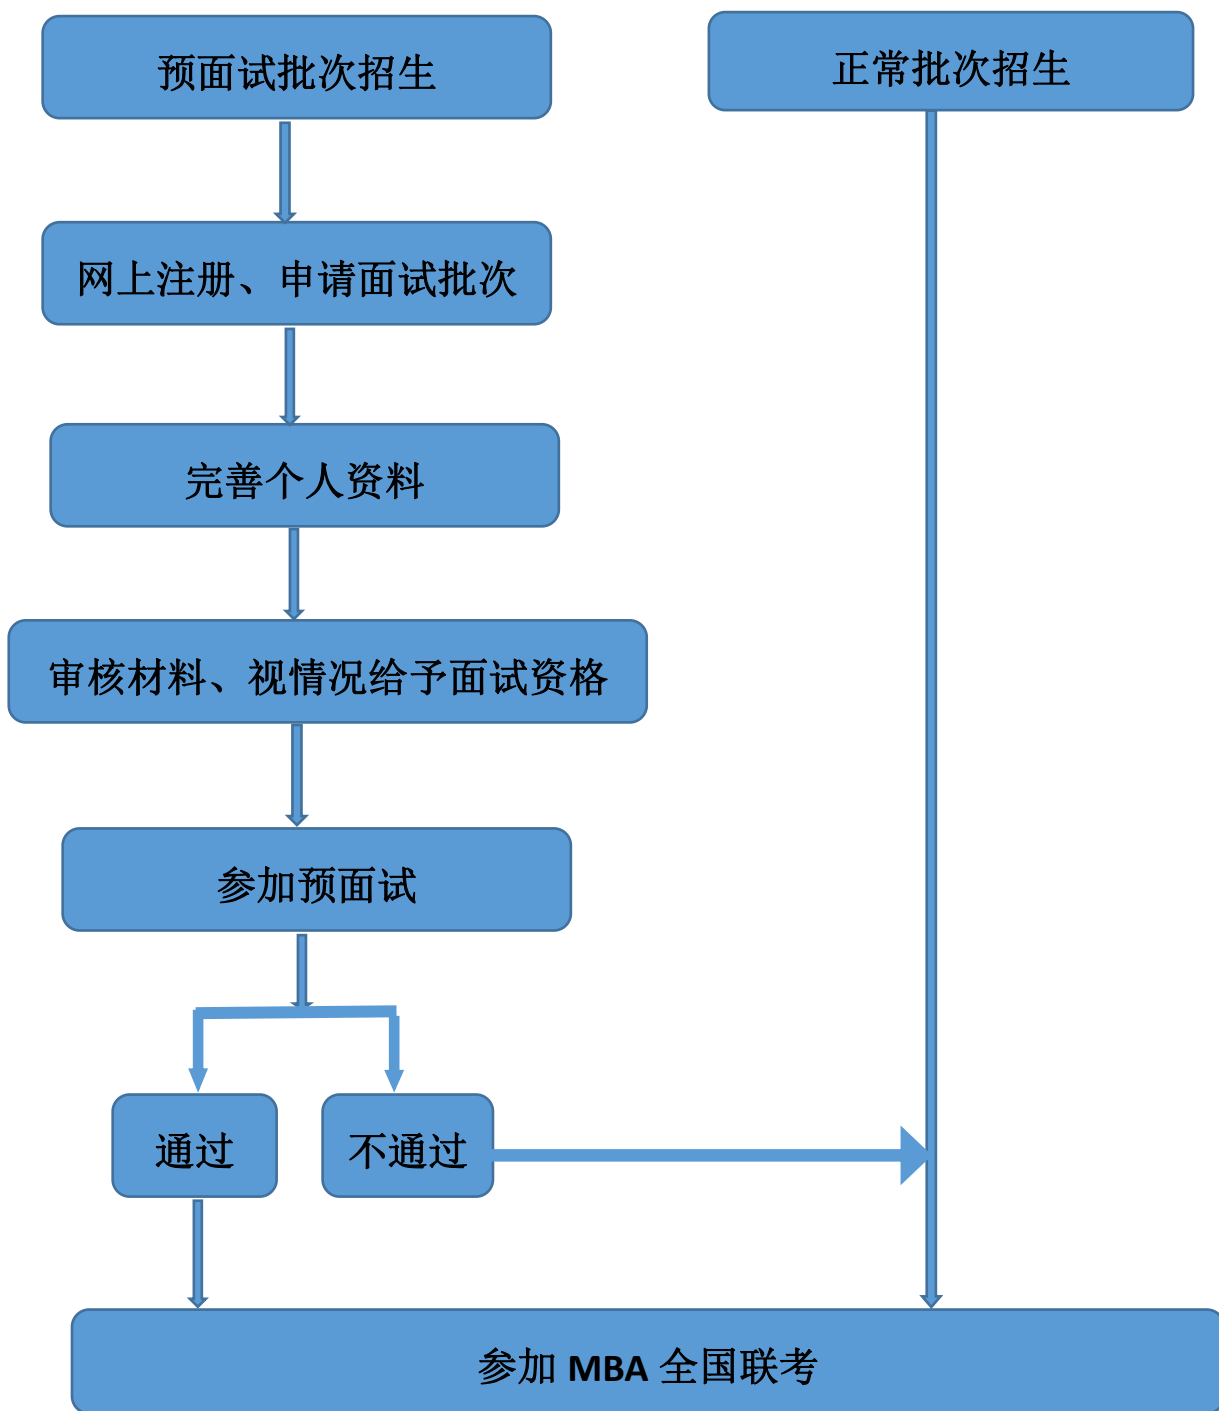 预面试批次招生
正常批次招生
网上注册、申请面试批次
完善个人资料
审核材料、视情况给予面试资格
参加预面试
通过
不通过
参加 MBA 全国联考